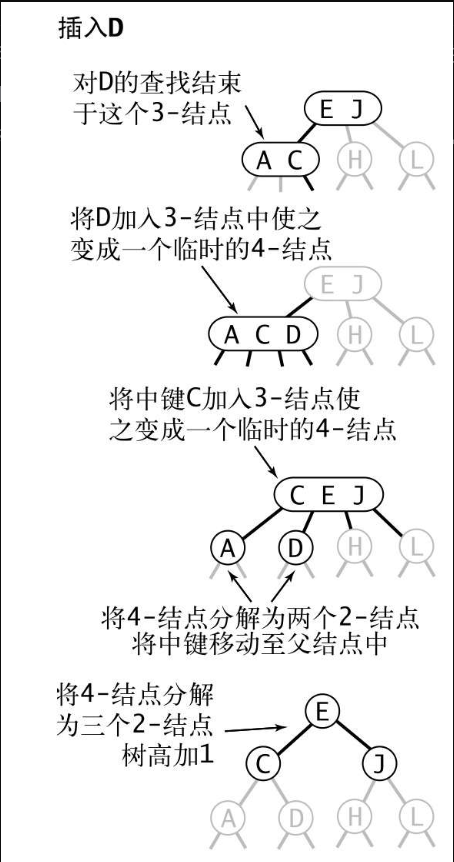 插入D
对D的查找结束
于这个3-结点
E J
A C
H
L
将D加入3-结点中使之
变成一个临时的4-结点
E J
A C D
H
L
将中键C加入3-结点使
之变成一个临时的4-结点
C E J
A
D
H
L
将4-结点分解为两个2-结点
将中键移动至父结点中
将4-结点分解
为三个2-结点
树高加1
E
C
J
A
D
H
L